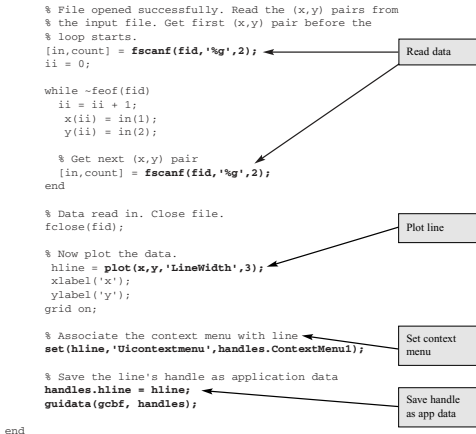 % File opened successfully. Read the (x,y) pairs from
% the input file. Get first (x,y) pair before the
% loop starts.
[in,count] = fscanf(fid,'%g',2);
Read data
ii = 0;
while ~feof(fid)
ii = ii + 1;
x(ii) = in(1);
y(ii) = in(2);
% Get next (x,y) pair
[in,count] = fscanf(fid,'%g',2);
end
% Data read in. Close file.
fclose(fid);
Plot line
% Now plot the data.
hline = plot(x,y,'LineWidth',3);
xlabel('x');
ylabel('y');
grid on;
% Associate the context menu with line
set(hline,'Uicontextmenu',handles.ContextMenu1);
Set context
menu
% Save the line's handle as application data
handles.hline = hline;
guidata(gcbf, handles);
Save handle
as app data
end